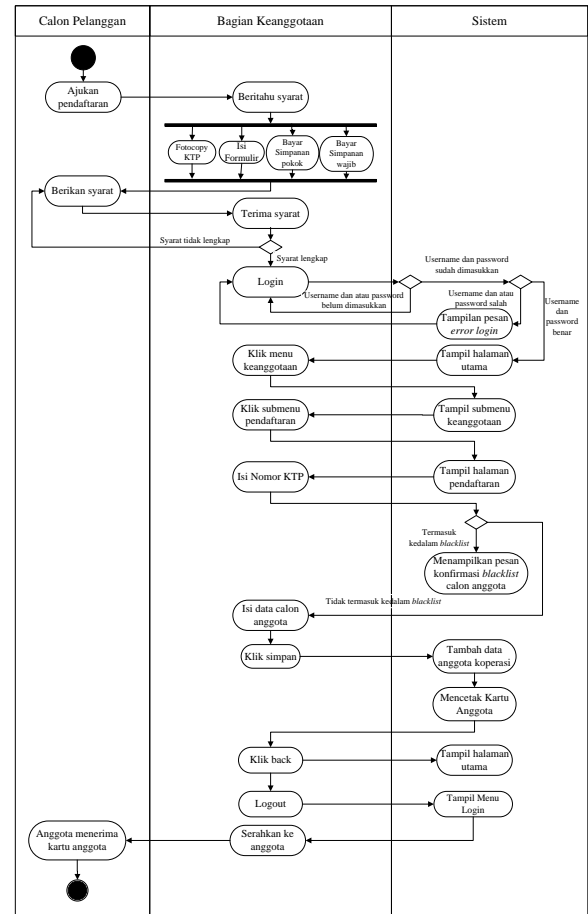 Calon Pelanggan
Bagian Keanggotaan
Sistem
Ajukan
pendaftaran
Beritahu syarat
Fotocopy
KTP
Isi
Formulir
Bayar
Simpanan
pokok
Bayar
Simpanan
wajib
Berikan syarat
Terima syarat
Syarat tidak lengkap
Syarat lengkap
Login
Username dan password
sudah dimasukkan
Username dan atau password
belum dimasukkan
Username dan atau
password salah
Username
dan
password
benar
Tampilan pesan
error login
Klik menu
keanggotaan
Tampil halaman
utama
Klik submenu
pendaftaran
Tampil submenu
keanggotaan
Isi Nomor KTP
Tampil halaman
pendaftaran
Termasuk
kedalam blacklist
Menampilkan pesan
konfirmasi blacklist
calon anggota
Tidak termasuk kedalam blacklist
Isi data calon
anggota
Klik simpan
Tambah data
anggota koperasi
Mencetak Kartu
Anggota
Klik back
Tampil halaman
utama
Logout
Tampil Menu
Login
Anggota menerima
kartu anggota
Serahkan ke
anggota